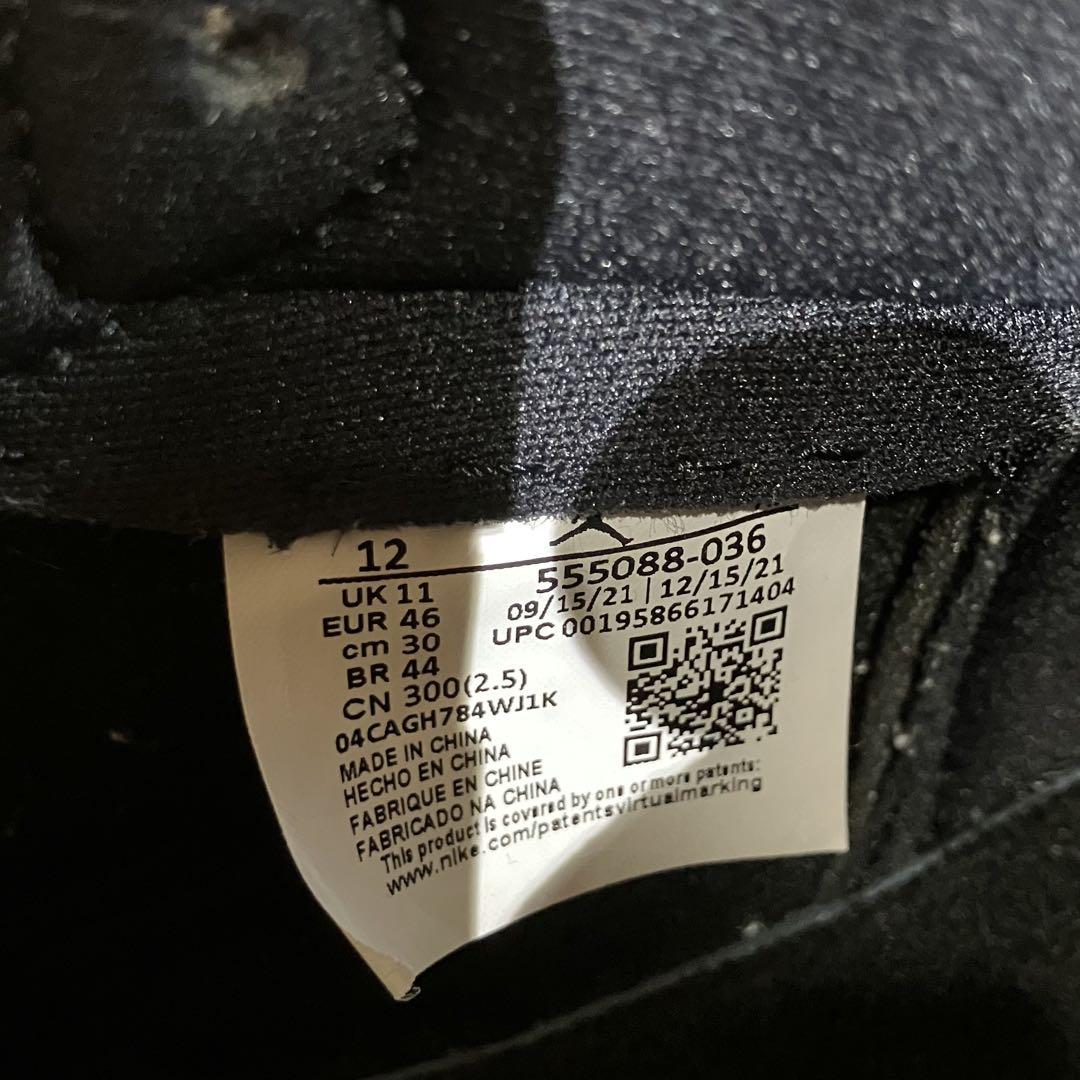 12
UK 11
EUR 46
cm 30
BR 44
CN 300(2.5)
04CAGH784WJ1K
555088-036
09/15/21 | 12/15/21
UPC 00195866171404
MADE IN CHINA
HECHO EN CHINA
FABRIQUE EN CHINE
FABRICADO NA CHINA
This product is covered by one or more patents:
www.nike.com/patentsvirtualmarking